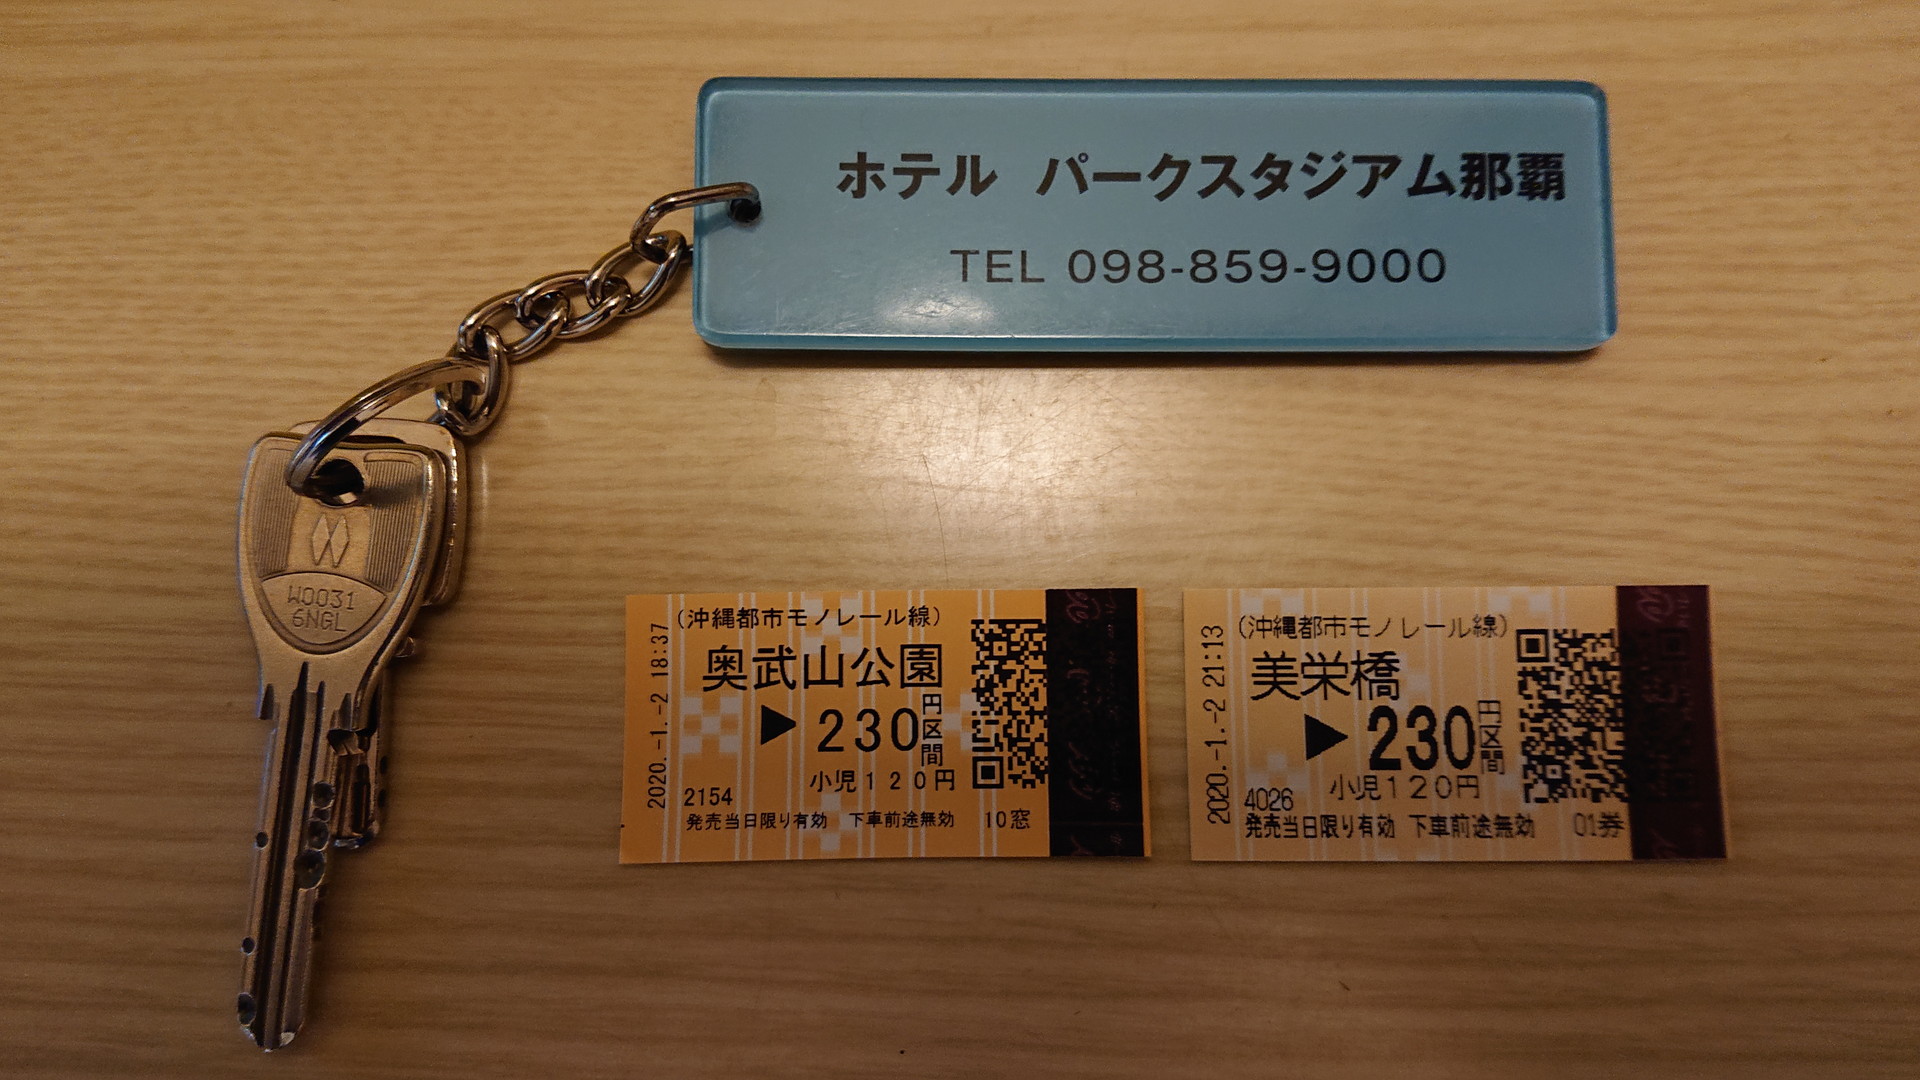 ホテル パークスタジアム那覇
TEL 098-859-9000
W0031
6NGL
(沖縄都市モノレール線)
奥武山公園
▶230円区間
小児120円
2154
発売当日限り有効 下車前途無効 10窓
2020.-1.-2 18:37
(沖縄都市モノレール線)
美栄橋
▶230円区間
小児120円
4026
発売当日限り有効 下車前途無効 01券
2020.-1.-2 21:13